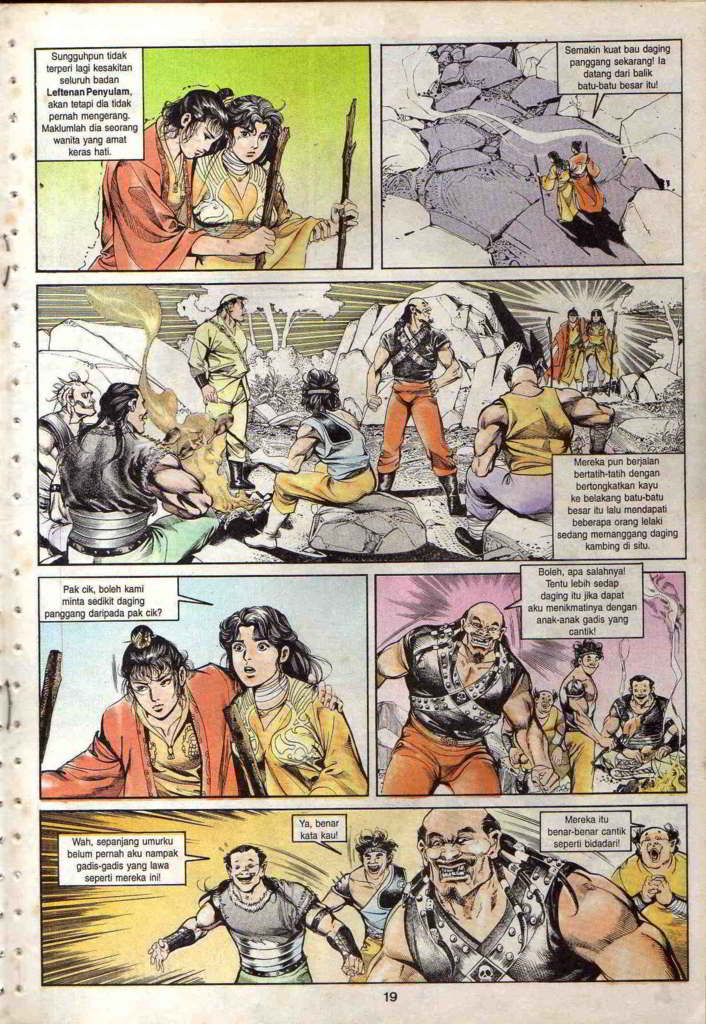 Sungguhpun tidak
terperi lagi kesakitan
seluruh badan
Leftenan Penyulam,
akan tetapi dia tidak
pernah mengerang.
Maklumlah dia seorang
wanita yang amat
keras hati.
Semakin kuat bau daging
panggang sekarang! Ia
datang dari balik
batu-batu besar itu!
Mereka pun berjalan
bertatih-tatih dengan
bertongkatkan kayu
ke belakang batu-batu
besar itu lalu mendapati
beberapa orang lelaki
sedang memanggang daging
kambing di situ.
Pak cik, boleh kami
minta sedikit daging
panggang daripada pak cik?
Boleh, apa salahnya!
Tentu lebih sedap
daging itu jika dapat
aku menikmatinya dengan
anak-anak gadis yang
cantik!
Wah, sepanjang umurku
belum pernah aku nampak
gadis-gadis yang lawa
seperti mereka ini!
Ya, benar
kata kau!
Mereka itu
benar-benar cantik
seperti bidadari!
19